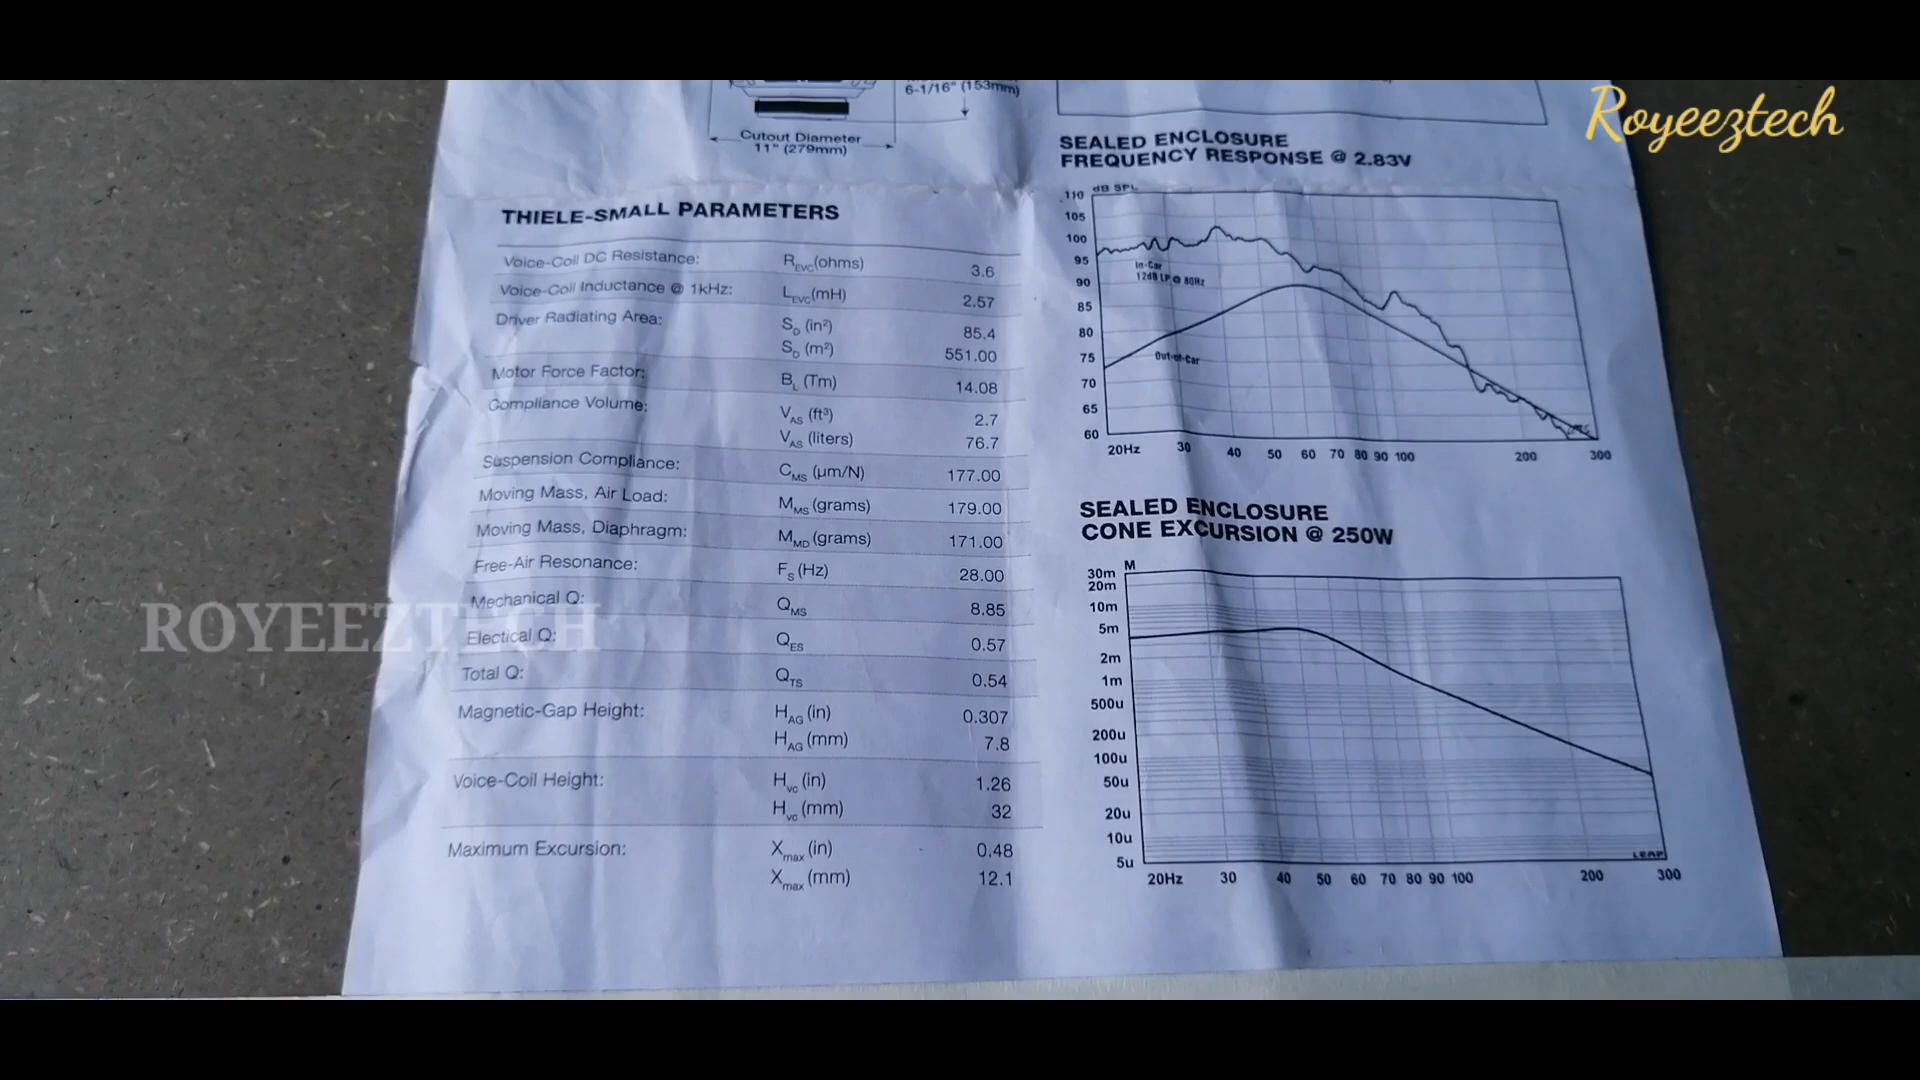 Royeeztech
6-1/16" (153mm)
Cutout Diameter
11" (279mm)
THIELE-SMALL PARAMETERS
Voice-Coil DC Resistance: REVC(ohms) 3.6
Voice-Coil Inductance @ 1kHz: LEVC(mH) 2.57
Driver Radiating Area: SD (in²) 85.4
SD (m²) 551.00
Motor Force Factor: BL (Tm) 14.08
Compliance Volume: VAS (ft³) 2.7
VAS (liters) 76.7
Suspension Compliance: CMS (µm/N) 177.00
Moving Mass, Air Load: MMS (grams) 179.00
Moving Mass, Diaphragm: MMD (grams) 171.00
Free-Air Resonance: FS (Hz) 28.00
Mechanical Q: QMS 8.85
Electical Q: QES 0.57
Total Q: QTS 0.54
Magnetic-Gap Height: HAG (in) 0.307
HAG (mm) 7.8
Voice-Coil Height: Hvc (in) 1.26
Hvc (mm) 32
Maximum Excursion: Xmax (in) 0.48
Xmax (mm) 12.1
ROYEEZTECH
SEALED ENCLOSURE
FREQUENCY RESPONSE @ 2.83V
dB SPL
110
105
100
95
90
85
80
75
70
65
60
In-Car
12dB LP @ 80Hz
Out-of-Car
20Hz 30 40 50 60 70 80 90 100 200 300
SEALED ENCLOSURE
CONE EXCURSION @ 250W
M
30m
20m
10m
5m
2m
1m
500u
200u
100u
50u
20u
10u
5u
LEAP
20Hz 30 40 50 60 70 80 90 100 200 300